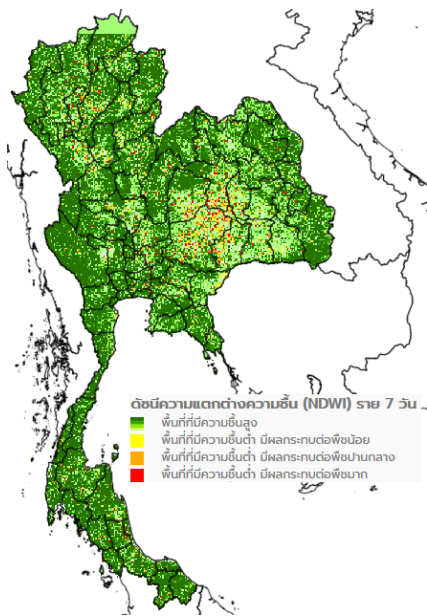 ดัชนีความแตกต่างความชื้น (NDWI) ราย 7 วัน
พื้นที่ที่มีความชื้นสูง
พื้นที่ที่มีความชื้นต่ำ มีผลกระทบต่อพืชน้อย
พื้นที่ที่มีความชื้นต่ำ มีผลกระทบต่อพืชปานกลาง
พื้นที่ที่มีความชื้นต่ำ มีผลกระทบต่อพืชมาก